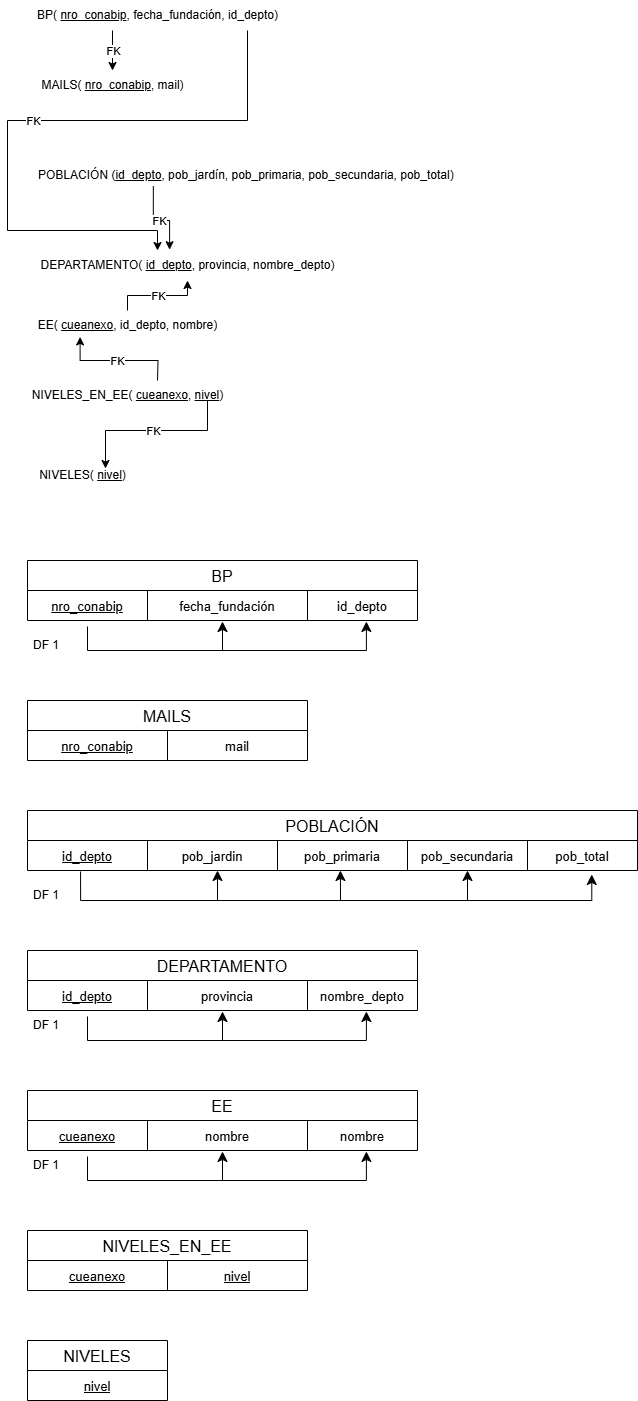 BP( nro_conabip, fecha_fundación, id_depto)
FK
MAILS( nro_conabip, mail)
FK
POBLACIÓN (id_depto, pob_jardín, pob_primaria, pob_secundaria, pob_total)
FK
DEPARTAMENTO( id_depto, provincia, nombre_depto)
FK
EE( cueanexo, id_depto, nombre)
FK
NIVELES_EN_EE( cueanexo, nivel)
FK
NIVELES( nivel)
BP
nro_conabip fecha_fundación id_depto
DF 1
MAILS
nro_conabip mail
POBLACIÓN
id_depto pob_jardin pob_primaria pob_secundaria pob_total
DF 1
DEPARTAMENTO
id_depto provincia nombre_depto
DF 1
EE
cueanexo nombre nombre
DF 1
NIVELES_EN_EE
cueanexo nivel
NIVELES
nivel